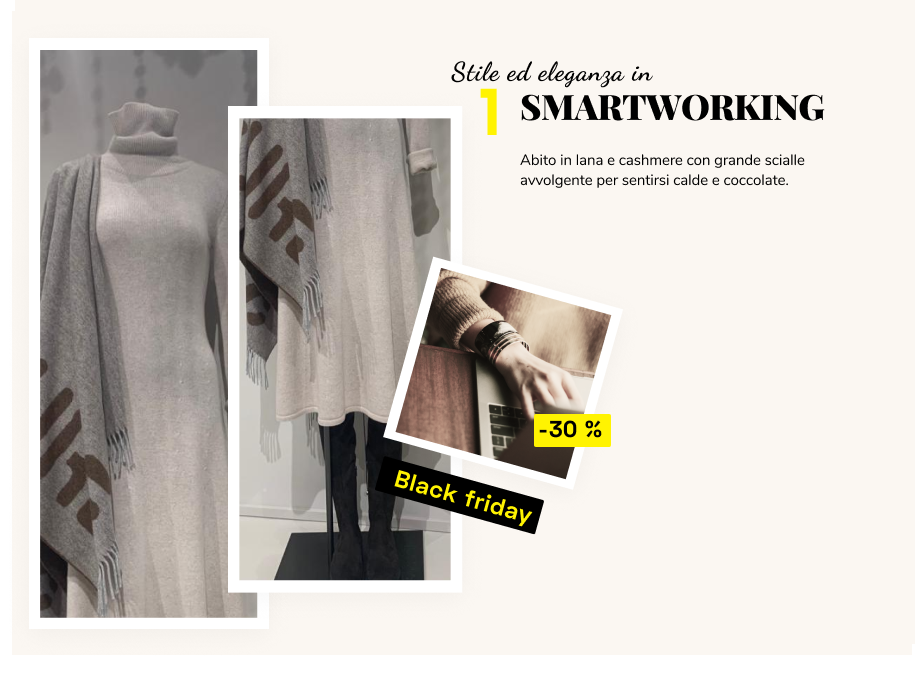 Stile ed eleganza in
1 SMARTWORKING
Abito in lana e cashmere con grande scialle
avvolgente per sentirsi calde e coccolate.
-30 %
Black friday